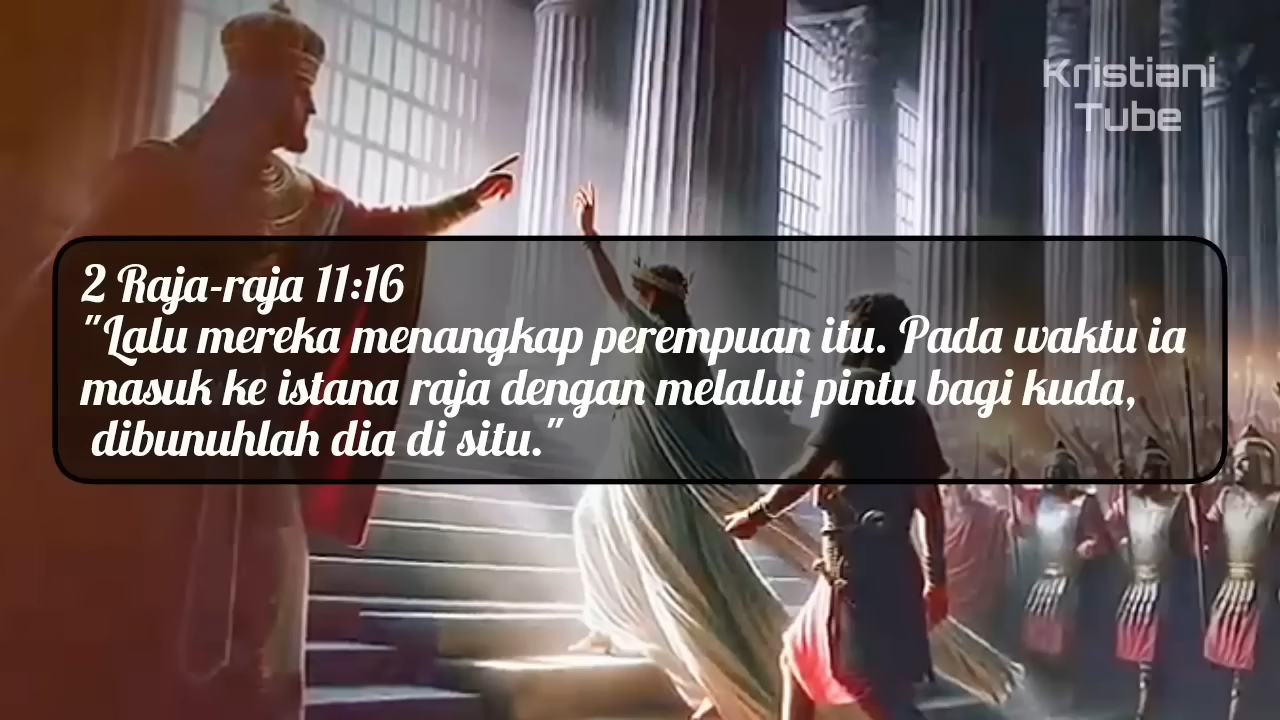 Kristiani
Tube
2 Raja-raja 11:16
"Lalu mereka menangkap perempuan itu. Pada waktu ia
masuk ke istana raja dengan melalui pintu bagi kuda,
dibunuhlah dia di situ."